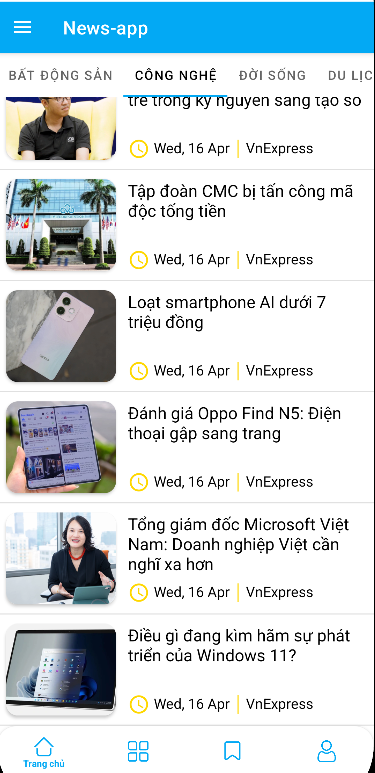 News-app
BẤT ĐỘNG SẢN CÔNG NGHỆ ĐỜI SỐNG DU LỊC
trẻ trong kỷ nguyên sáng tạo số
Wed, 16 Apr VnExpress
Tập đoàn CMC bị tấn công mã
độc tống tiền
Wed, 16 Apr VnExpress
Loạt smartphone AI dưới 7
triệu đồng
Wed, 16 Apr VnExpress
Đánh giá Oppo Find N5: Điện
thoại gập sang trang
Wed, 16 Apr VnExpress
Tổng giám đốc Microsoft Việt
Nam: Doanh nghiệp Việt cần
nghĩ xa hơn
Wed, 16 Apr VnExpress
Điều gì đang kìm hãm sự phát
triển của Windows 11?
Wed, 16 Apr VnExpress
Trang chủ